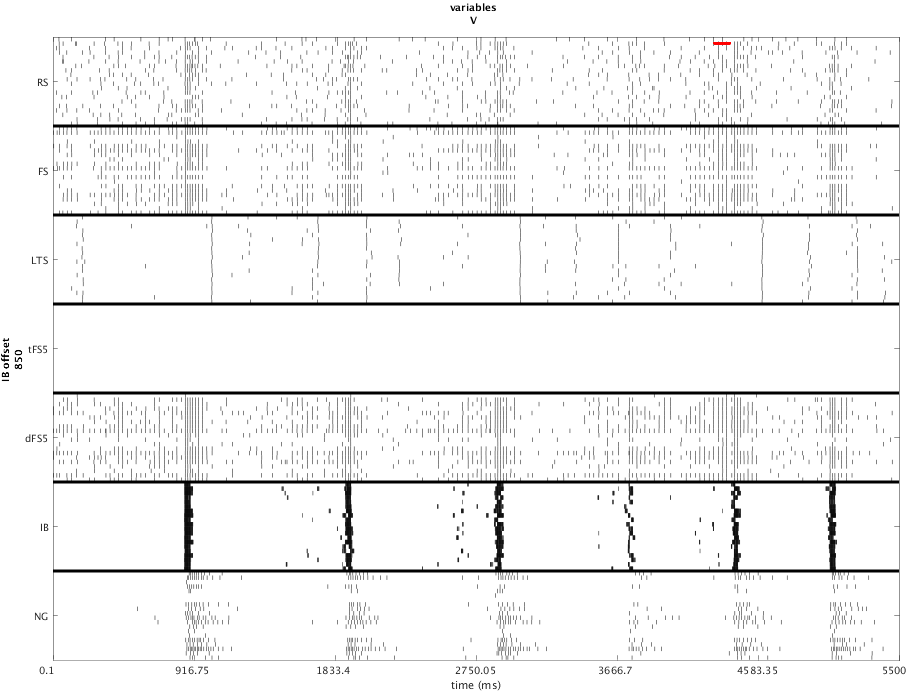 variables
V
RS
FS
LTS
tFS5
dFS5
IB
NG
IB offset
850
0.1
916.75
1833.4
2750.05
3666.7
4583.35
5500
time (ms)